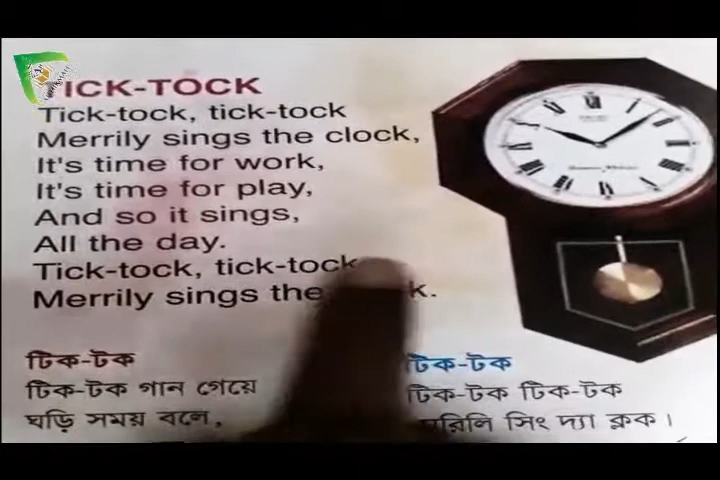 TICK-TOCK
Tick-tock, tick-tock
Merrily sings the clock,
It's time for work,
It's time for play,
And so it sings,
All the day.
Tick-tock, tick-tock
Merrily sings the
টিক-টক
টিক-টক গান গেয়ে
ঘড়ি সময় বলে,
টিক-টক
টিক-টক টিক-টক
সিং দ্যা ক্লক।